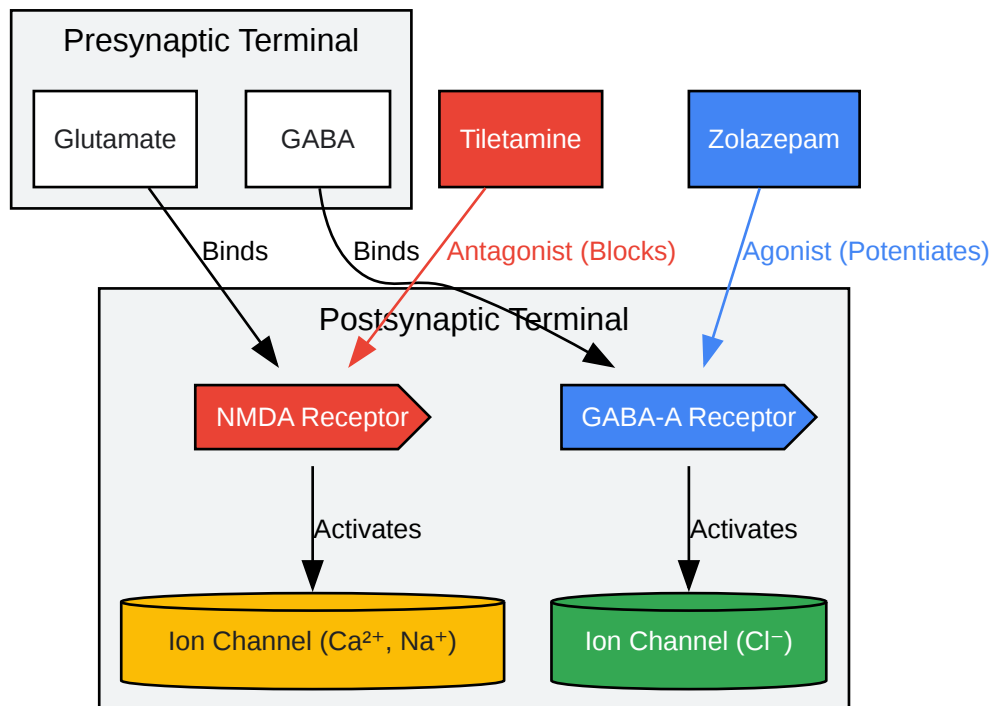 Presynaptic Terminal
Glutamate
GABA
Tiletamine
Zolazepam
Binds
Binds
Antagonist (Blocks)
Agonist (Potentiates)
Postsynaptic Terminal
NMDA Receptor
GABA-A Receptor
Activates
Activates
Ion Channel (Ca²⁺, Na⁺)
Ion Channel (Cl⁻)